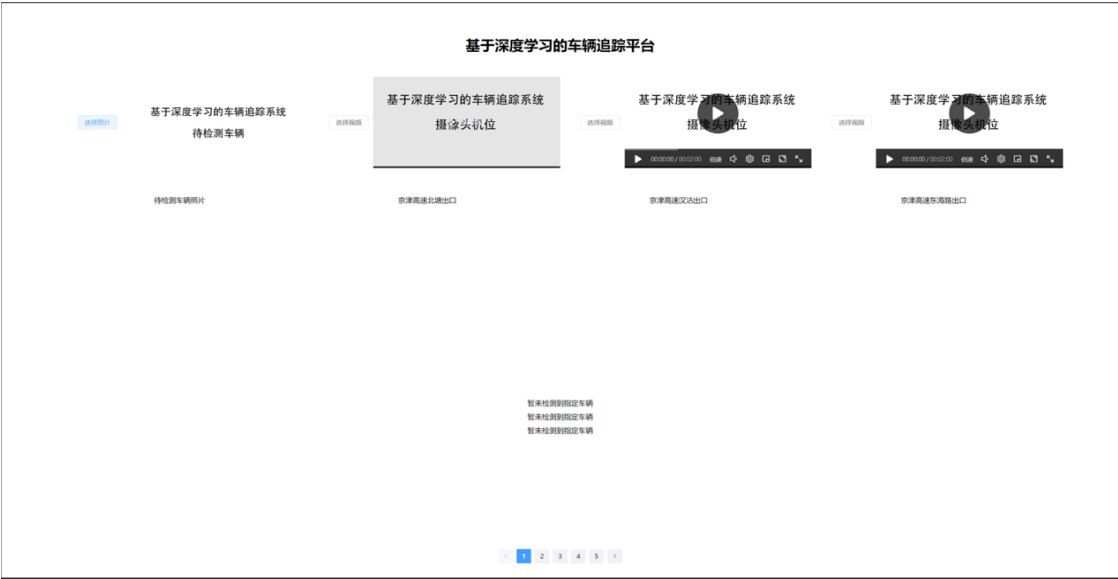 基于深度学习的车辆追踪平台
选择图片
基于深度学习的车辆追踪系统
待检测车辆
选择视频
基于深度学习的车辆追踪系统
摄像头机位
选择视频
基于深度学习的车辆追踪系统
摄像头机位
00:00:00 / 00:02:00 倍速
选择视频
基于深度学习的车辆追踪系统
摄像头机位
00:00:00 / 00:02:00 倍速
待检测车辆照片
京津高速北塘出口
京津高速汉沽出口
京津高速东海路出口
暂未检测到指定车辆
暂未检测到指定车辆
暂未检测到指定车辆
1 2 3 4 5